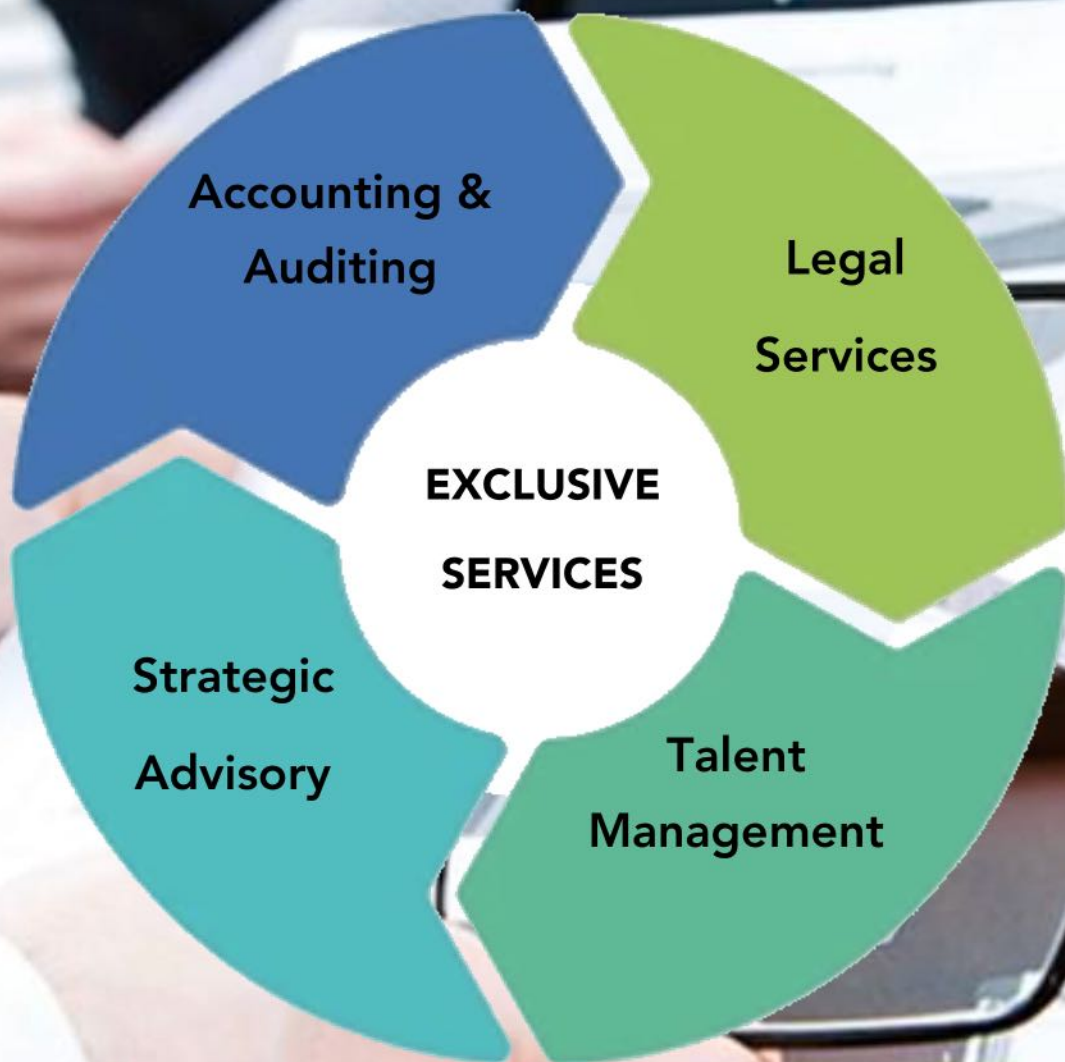 Accounting &
Auditing
Legal
Services
EXCLUSIVE
SERVICES
Strategic
Advisory
Talent
Management